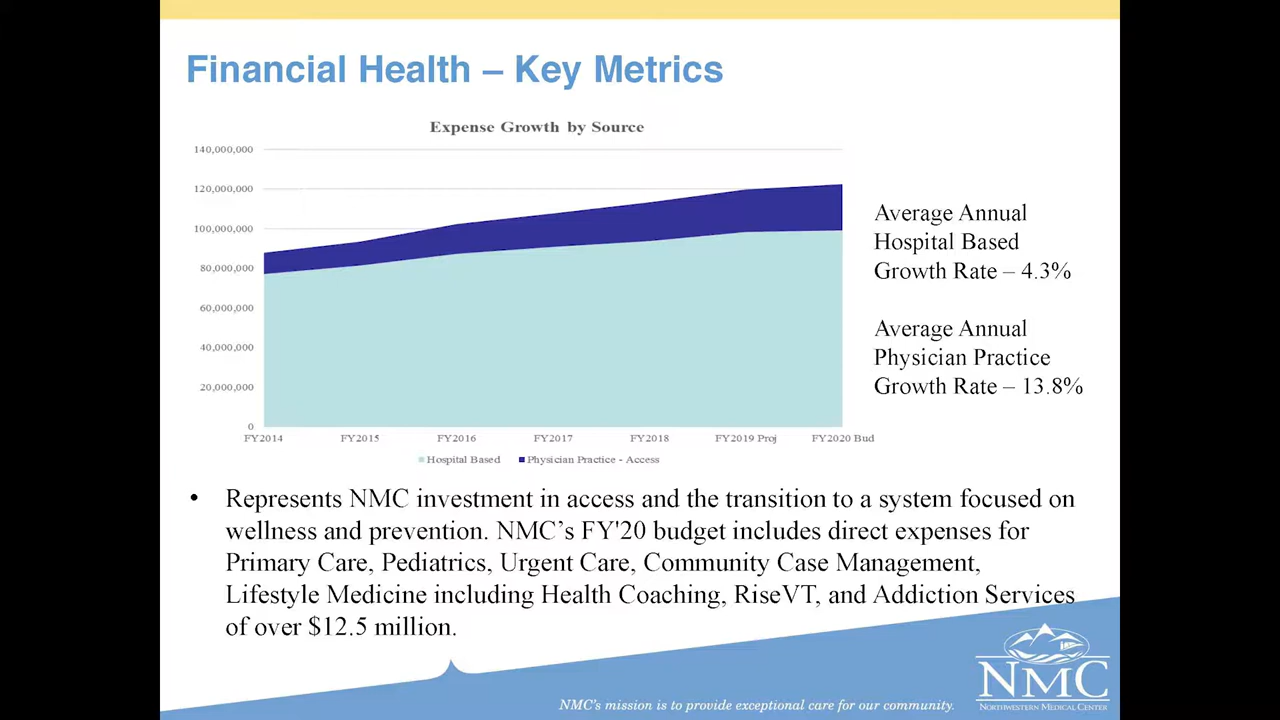 Financial Health – Key Metrics
Expense Growth by Source
140,000,000
120,000,000
100,000,000
80,000,000
60,000,000
40,000,000
20,000,000
0
FY2014 FY2015 FY2016 FY2017 FY2018 FY2019 Proj FY2020 Bud
Hospital Based Physician Practice - Access
Average Annual
Hospital Based
Growth Rate – 4.3%
Average Annual
Physician Practice
Growth Rate – 13.8%
• Represents NMC investment in access and the transition to a system focused on
wellness and prevention. NMC’s FY'20 budget includes direct expenses for
Primary Care, Pediatrics, Urgent Care, Community Case Management,
Lifestyle Medicine including Health Coaching, RiseVT, and Addiction Services
of over $12.5 million.
NMC
NORTHWESTERN MEDICAL CENTER
NMC’s mission is to provide exceptional care for our community.